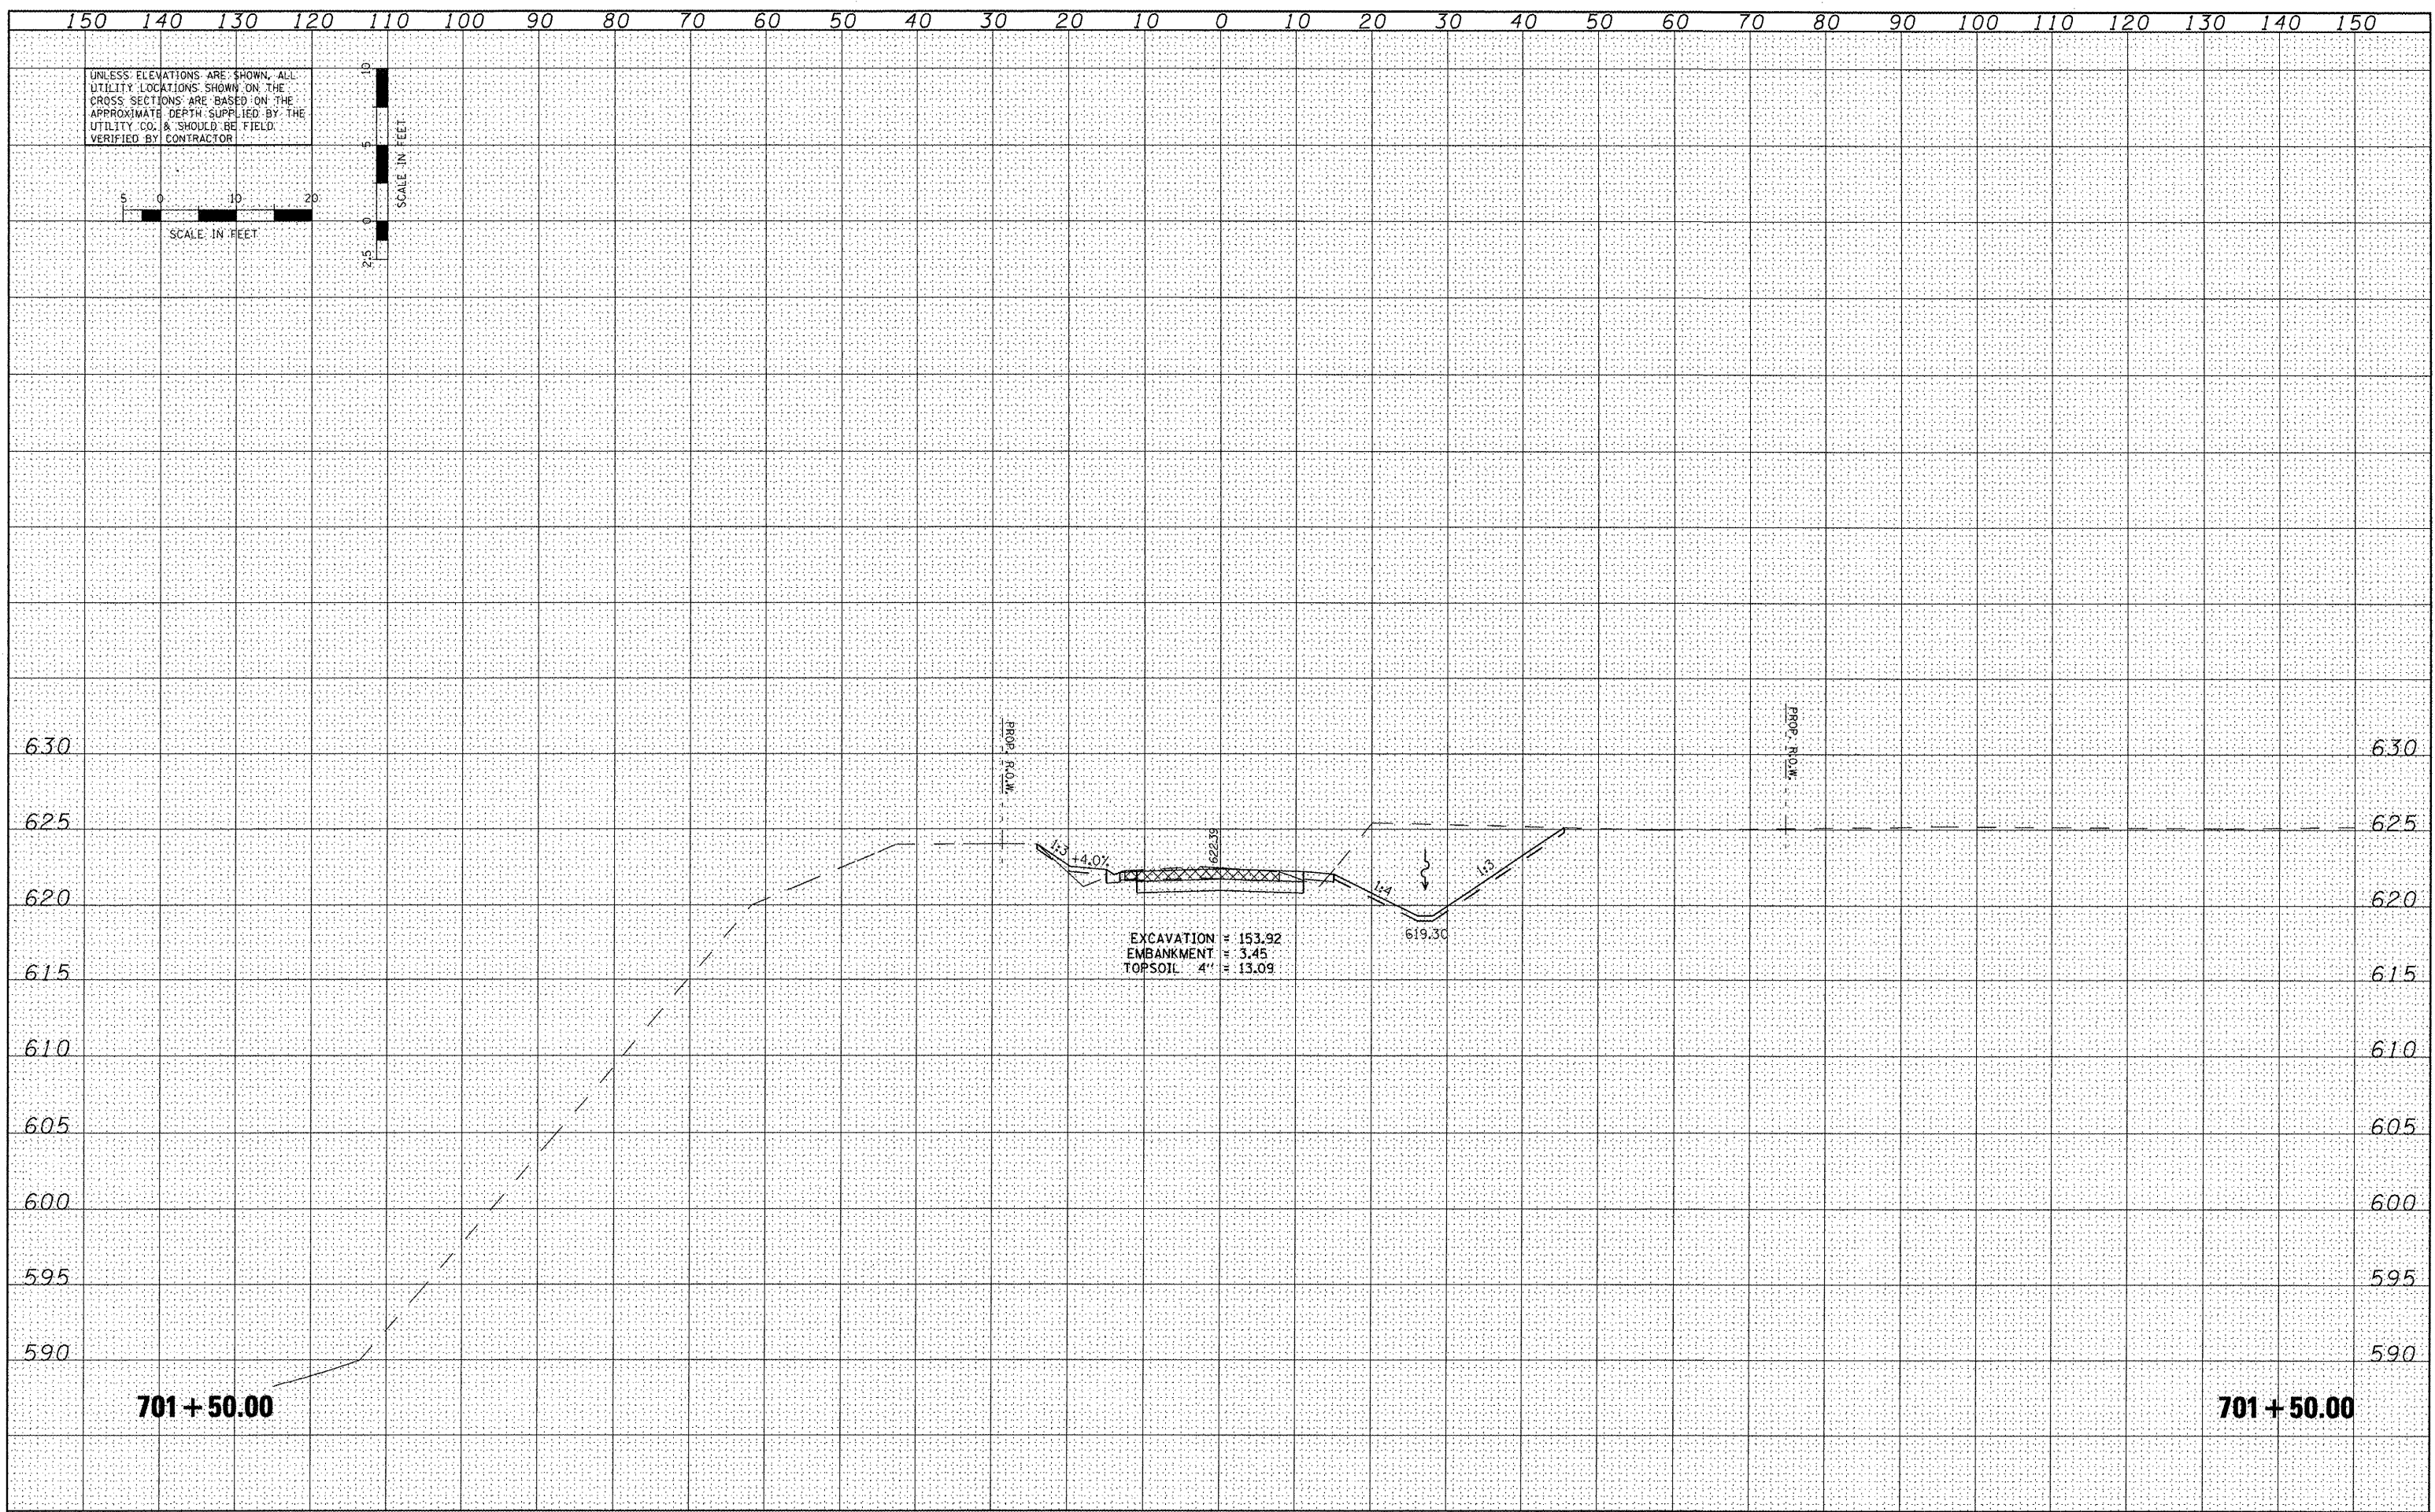 150 140 130 120 110 100 90 80 70 60 50 40 30 20 10 0 10 20 30 40 50 60 70 80 90 100 110 120 130 140 150
UNLESS ELEVATIONS ARE SHOWN, ALL
UTILITY LOCATIONS SHOWN ON THE
CROSS SECTIONS ARE BASED ON THE
APPROXIMATE DEPTH SUPPLIED BY THE
UTILITY CO. & SHOULD BE FIELD
VERIFIED BY CONTRACTOR
5 0 10 20
SCALE IN FEET
10
5
0
2.5
SCALE IN FEET
PROP. R.O.W.
PROP. R.O.W.
630 630
625 625
622.39
1:3 +4.0%
1:4
1:3
620 620
619.30
EXCAVATION = 153.92
EMBANKMENT = 3.45
TOPSOIL 4" = 13.09
615 615
610 610
605 605
600 600
595 595
590 590
701+50.00 701+50.00